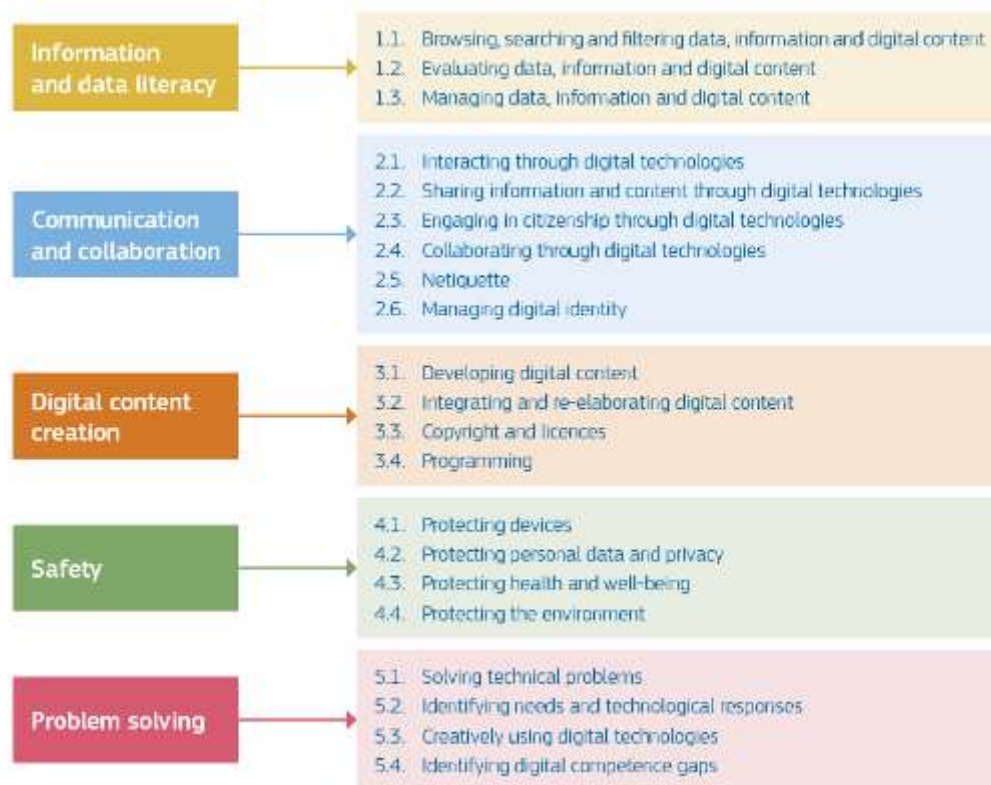 Information
and data literacy
1.1. Browsing, searching and filtering data, information and digital content
1.2. Evaluating data, information and digital content
1.3. Managing data, information and digital content
Communication
and collaboration
2.1. Interacting through digital technologies
2.2. Sharing information and content through digital technologies
2.3. Engaging in citizenship through digital technologies
2.4. Collaborating through digital technologies
2.5. Netiquette
2.6. Managing digital identity
Digital content
creation
3.1. Developing digital content
3.2. Integrating and re-elaborating digital content
3.3. Copyright and licences
3.4. Programming
Safety
4.1. Protecting devices
4.2. Protecting personal data and privacy
4.3. Protecting health and well-being
4.4. Protecting the environment
Problem solving
5.1. Solving technical problems
5.2. Identifying needs and technological responses
5.3. Creatively using digital technologies
5.4. Identifying digital competence gaps